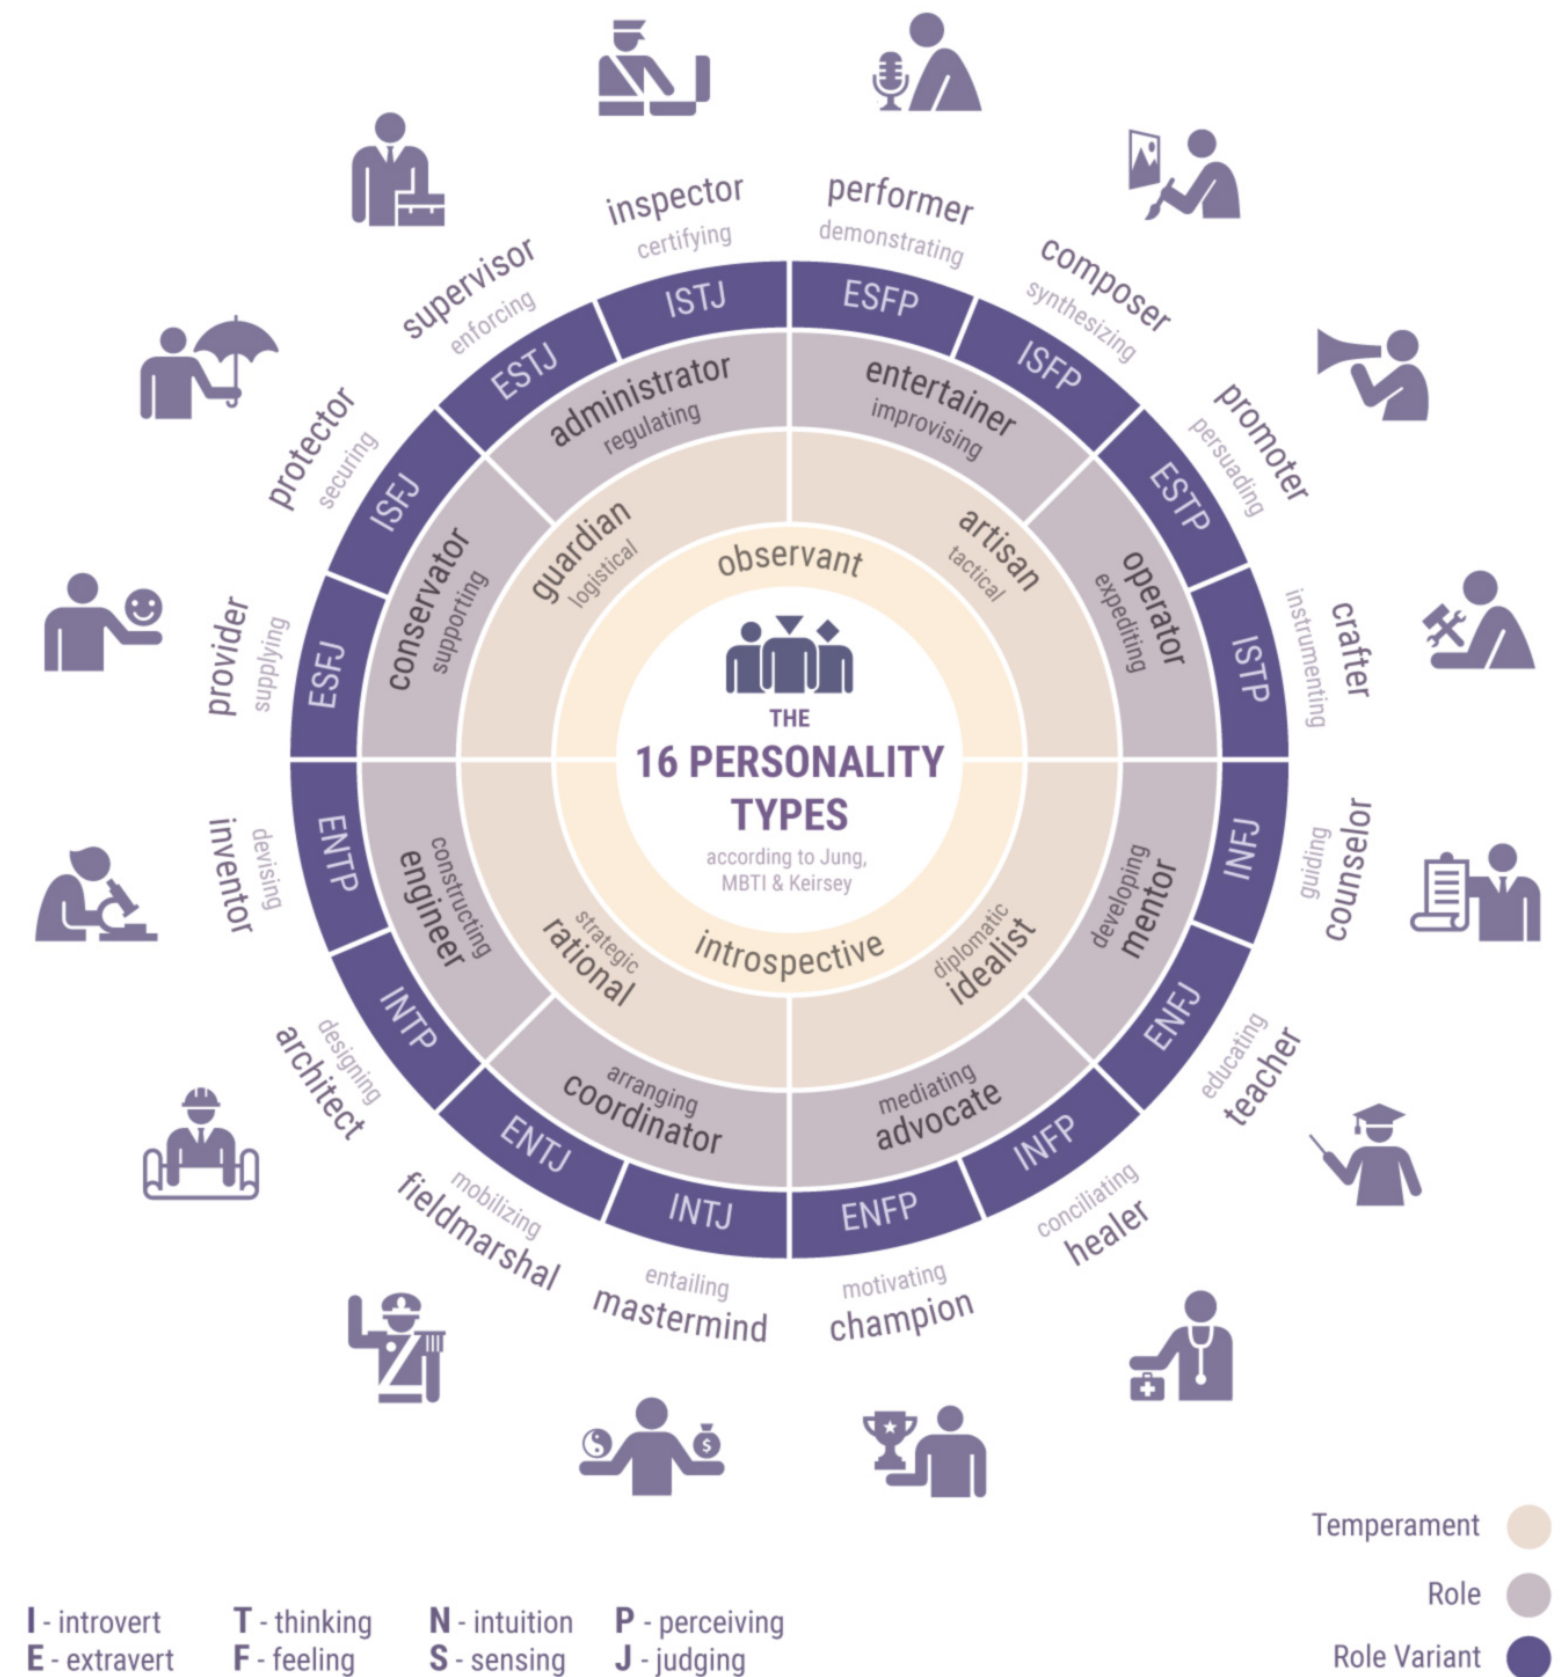 inspector
certifying
performer
demonstrating
supervisor
enforcing
composer
synthesizing
protector
securing
promoter
persuading
provider
supplying
crafter
instrumenting
ISTJ
ESFP
ESTJ
ISFP
ISFJ
ESTP
ESFJ
ISTP
administrator
regulating
entertainer
improvising
conservator
supporting
operator
expediting
guardian
logistical
artisan
tactical
observant
THE
16 PERSONALITY
TYPES
according to Jung,
MBTI & Keirsey
introspective
strategic
rational
diplomatic
idealist
constructing
engineer
developing
mentor
arranging
coordinator
mediating
advocate
ENTP
INFJ
INTP
ENFJ
ENTJ
INFP
INTJ
ENFP
devising
inventor
guiding
counselor
designing
architect
educating
teacher
mobilizing
fieldmarshal
conciliating
healer
entailing
mastermind
motivating
champion
$
Temperament
Role
Role Variant
I - introvert
E - extravert
T - thinking
F - feeling
N - intuition
S - sensing
P - perceiving
J - judging